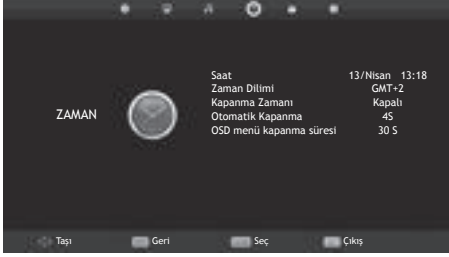 Saat 13/Nisan 13:18
Zaman Dilimi GMT+2
Kapanma Zamanı Kapalı
ZAMAN
Otomatik Kapanma 4S
OSD menü kapanma süresi 30 S
Taşı Geri Seç Çıkış